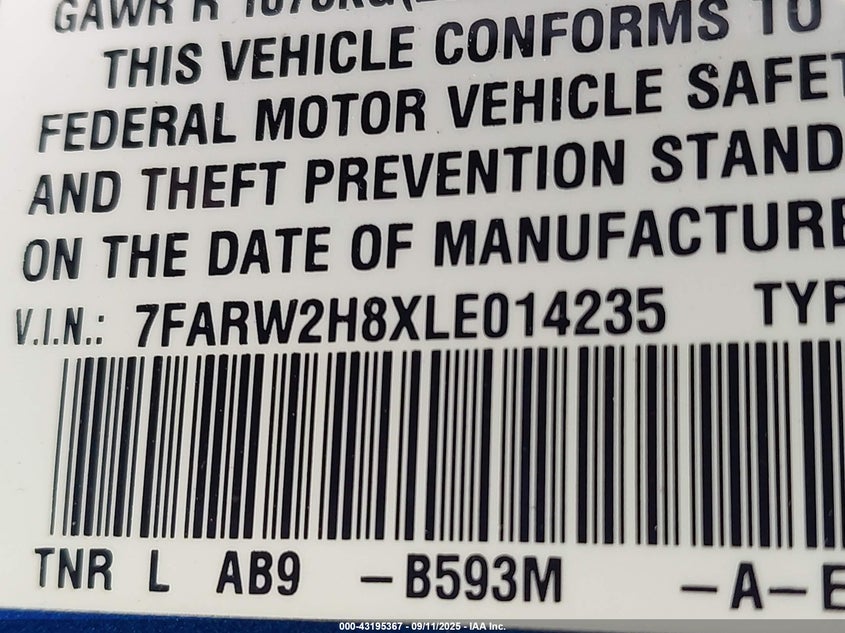 GAWR R
THIS VEHICLE CONFORMS TO
FEDERAL MOTOR VEHICLE SAFET
AND THEFT PREVENTION STAND
ON THE DATE OF MANUFACTURE
V.I.N.: 7FARW2H8XLE014235 TYP
TNR L AB9 -B593M -A-E
000-43195367 - 09/11/2025 - IAA Inc.